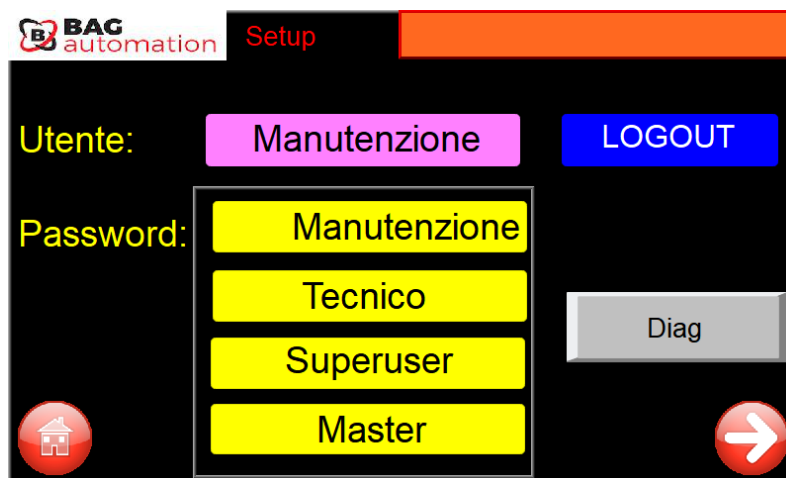 BAG
automation
Setup
Utente:
Manutenzione
LOGOUT
Password:
Manutenzione
Tecnico
Superuser
Master
Diag